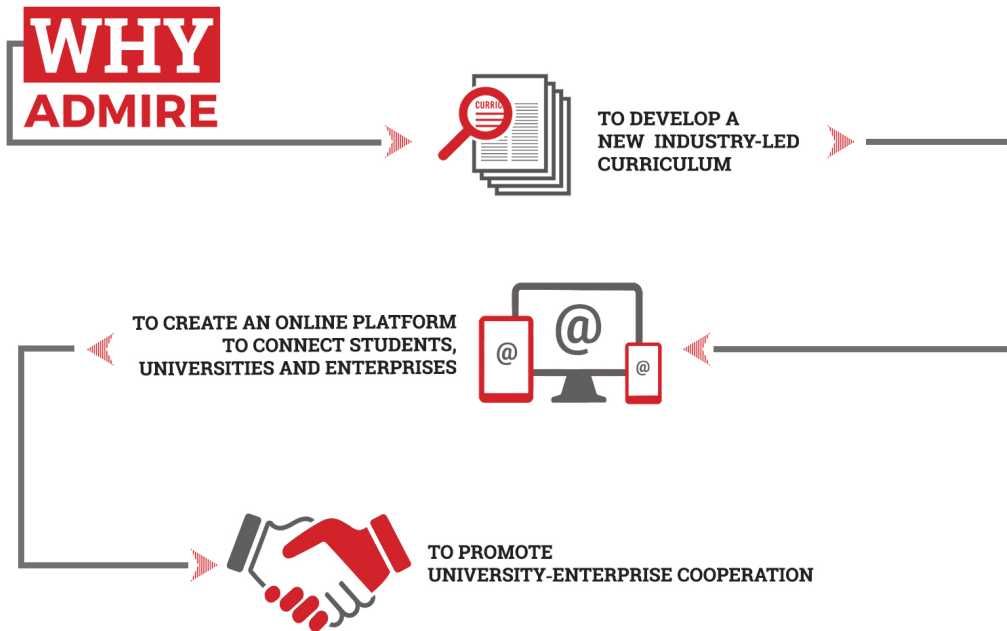 WHY
ADMIRE
CURRIC
TO DEVELOP A
NEW INDUSTRY-LED
CURRICULUM
TO CREATE AN ONLINE PLATFORM
TO CONNECT STUDENTS,
UNIVERSITIES AND ENTERPRISES
@
@
@
TO PROMOTE
UNIVERSITY-ENTERPRISE COOPERATION